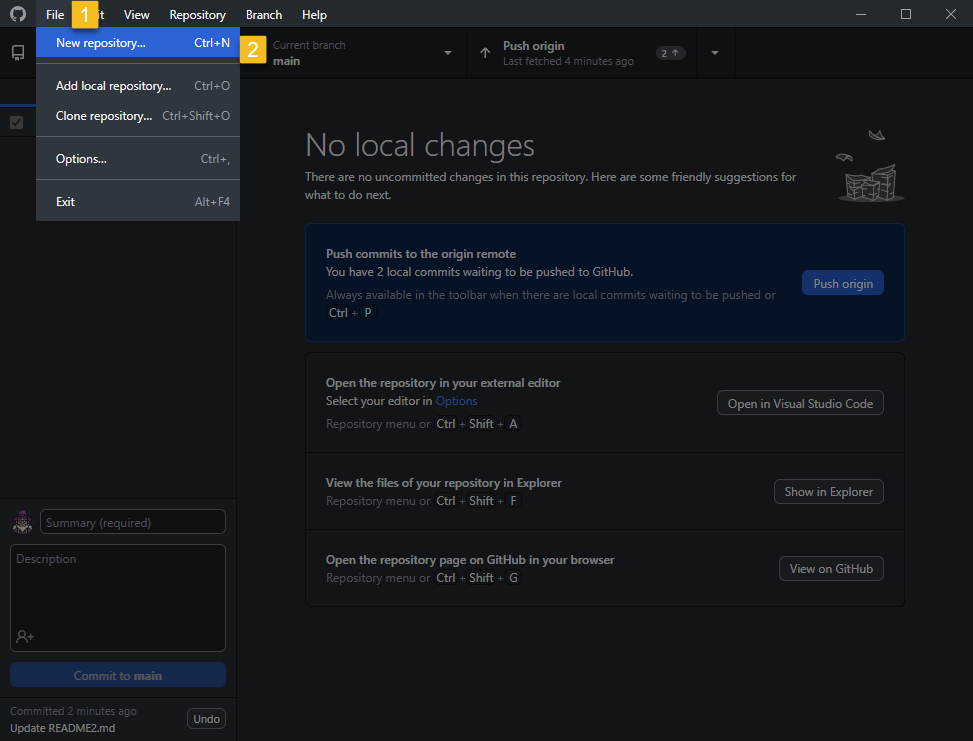 File
1
t
View
Repository
Branch
Help
New repository... Ctrl+N
2
Add local repository... Ctrl+O
Clone repository... Ctrl+Shift+O
Options... Ctrl+,
Exit Alt+F4
Current branch
main
Push origin
Last fetched 4 minutes ago
2
No local changes
There are no uncommitted changes in this repository. Here are some friendly suggestions for
what to do next.
Push commits to the origin remote
You have 2 local commits waiting to be pushed to GitHub.
Always available in the toolbar when there are local commits waiting to be pushed or
Ctrl + P
Push origin
Open the repository in your external editor
Select your editor in Options
Repository menu or Ctrl + Shift + A
Open in Visual Studio Code
View the files of your repository in Explorer
Repository menu or Ctrl + Shift + F
Show in Explorer
Open the repository page on GitHub in your browser
Repository menu or Ctrl + Shift + G
View on GitHub
Summary (required)
Description
Commit to main
Committed 2 minutes ago
Update README2.md
Undo